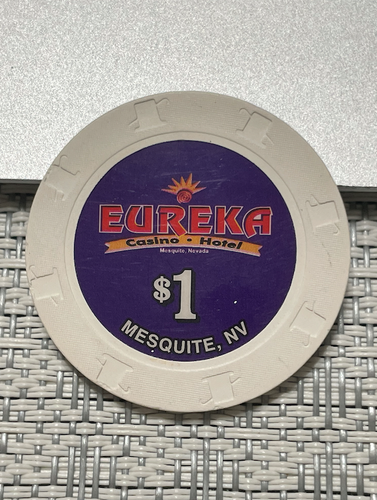 EUREKA
Casino • Hotel
Mesquite, Nevada
$1
MESQUITE, NV